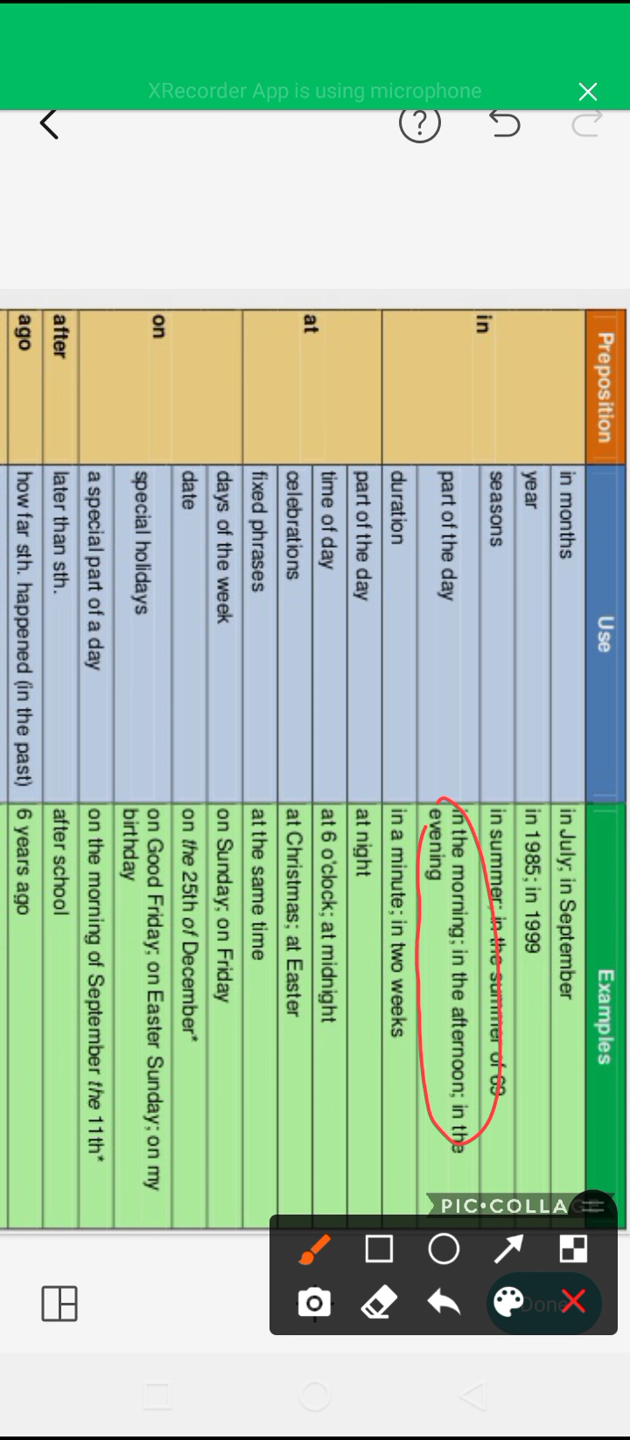 XRecorder App is using microphone
Preposition Use Examples
in in months in July; in September
year in 1985; in 1999
seasons in summer; in the summer of 69
part of the day in the morning; in the afternoon; in the
evening
duration in a minute; in two weeks
at part of the day at night
time of day at 6 o'clock; at midnight
celebrations at Christmas; at Easter
fixed phrases at the same time
on days of the week on Sunday; on Friday
date on the 25th of December*
special holidays on Good Friday; on Easter Sunday; on my
birthday
a special part of a day on the morning of September the 11th*
after later than sth. after school
ago how far sth. happened (in the past) 6 years ago
PIC•COLLAG
Done